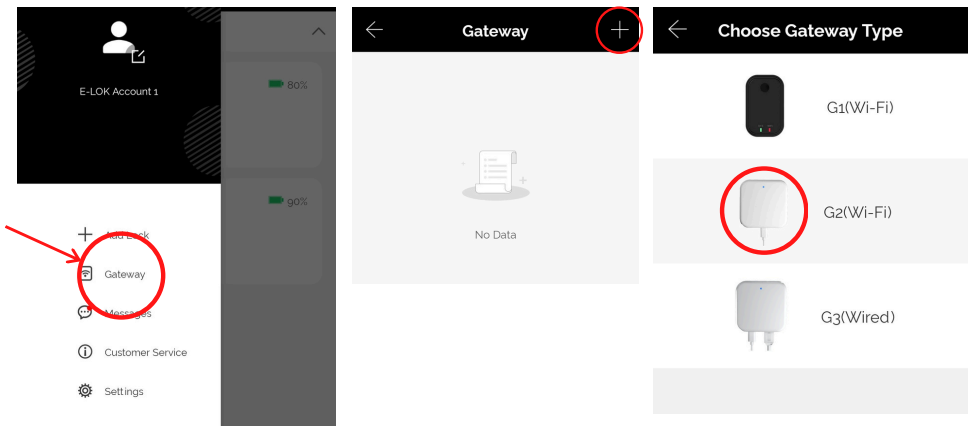 E-LOK Account 1
80%
90%
Add Lock
Gateway
Messages
Customer Service
Settings
Gateway
No Data
Choose Gateway Type
G1(Wi-Fi)
G2(Wi-Fi)
G3(Wired)